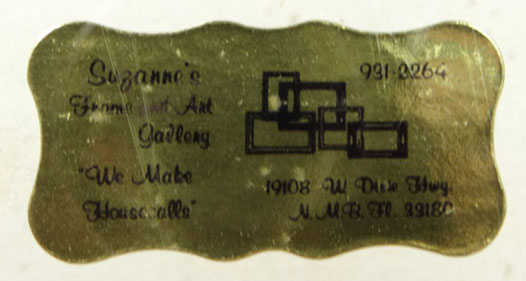 Suzanne's
Frame and Art
Gallery
"We Make
Housecalls"
931-2264
19108 W. Dixie Hwy.
N.M.B. Fl. 33180